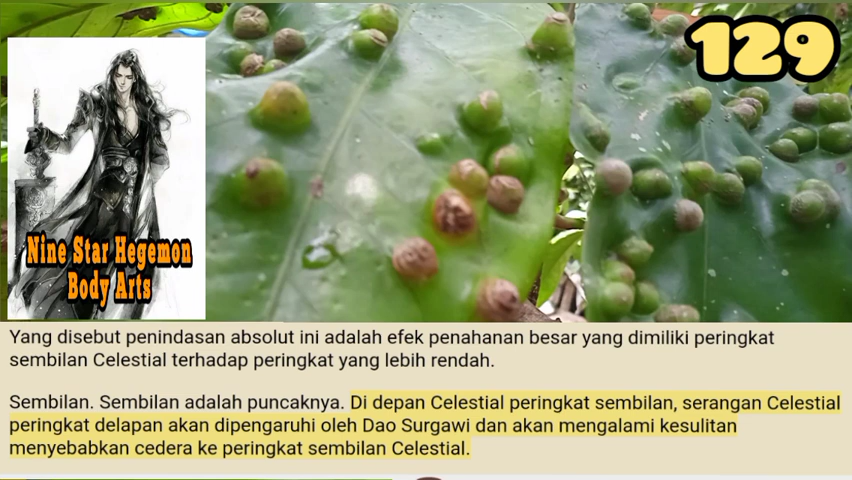 129
Nine Star Hegemon
Body Arts
Yang disebut penindasan absolut ini adalah efek penahanan besar yang dimiliki peringkat
sembilan Celestial terhadap peringkat yang lebih rendah.
Sembilan. Sembilan adalah puncaknya. Di depan Celestial peringkat sembilan, serangan Celestial
peringkat delapan akan dipengaruhi oleh Dao Surgawi dan akan mengalami kesulitan
menyebabkan cedera ke peringkat sembilan Celestial.